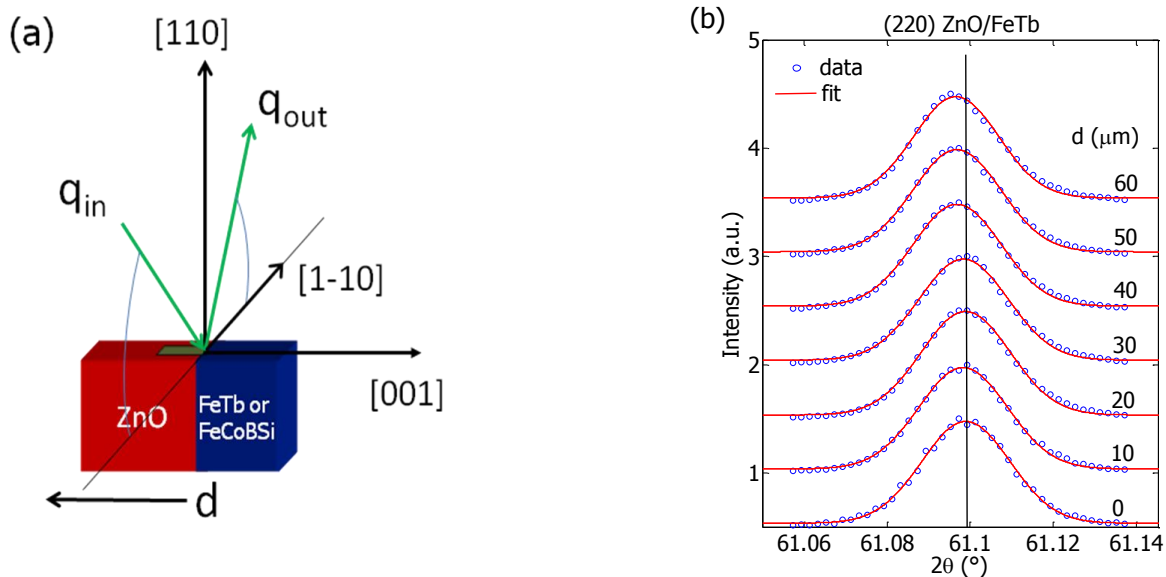 (a)
[110]
q_out
q_in
[1-10]
[001]
ZnO
FeTb or
FeCoBSi
d
(b)
(220) ZnO/FeTb
data
fit
d (μm)
60
50
40
30
20
10
0
5
4
3
2
1
Intensity (a.u.)
61.06 61.08 61.1 61.12 61.14
2θ (°)